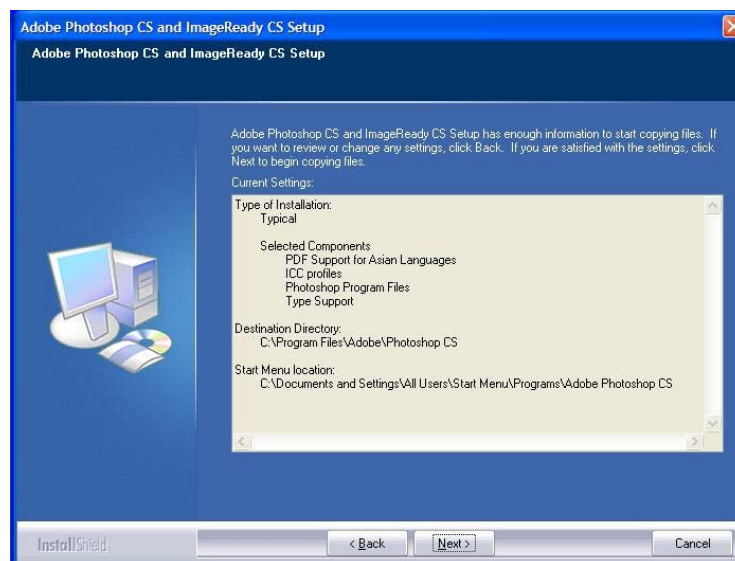 Adobe Photoshop CS and ImageReady CS Setup
Adobe Photoshop CS and ImageReady CS Setup
Adobe Photoshop CS and ImageReady CS Setup has enough information to start copying files. If
you want to review or change any settings, click Back. If you are satisfied with the settings, click
Next to begin copying files.
Current Settings:
Type of Installation:
Typical
Selected Components
PDF Support for Asian Languages
ICC profiles
Photoshop Program Files
Type Support
Destination Directory:
C:\Program Files\Adobe\Photoshop CS
Start Menu location:
C:\Documents and Settings\All Users\Start Menu\Programs\Adobe Photoshop CS
InstallShield
< Back
Next >
Cancel